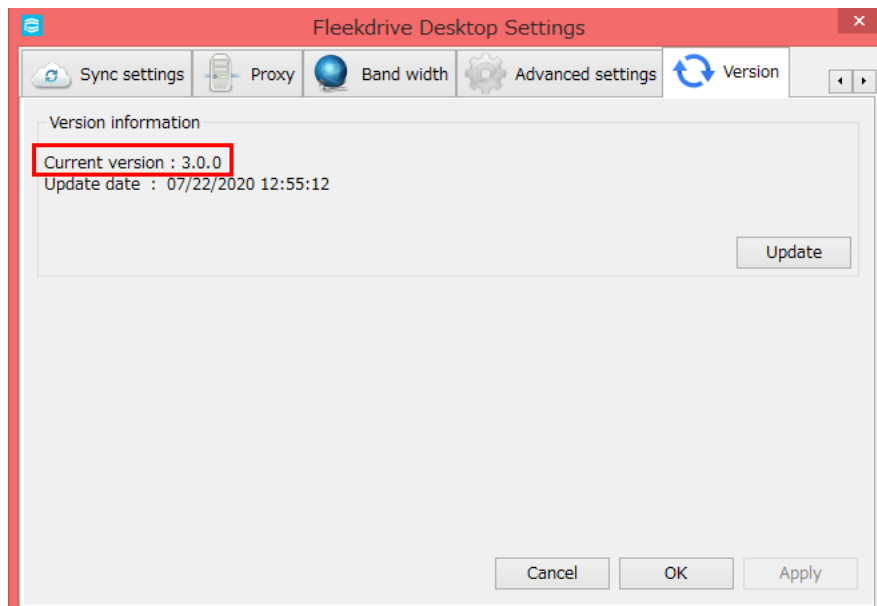 Fleekdrive Desktop Settings
Sync settings Proxy Band width Advanced settings Version
Version information
Current version : 3.0.0
Update date : 07/22/2020 12:55:12
Update
Cancel OK Apply